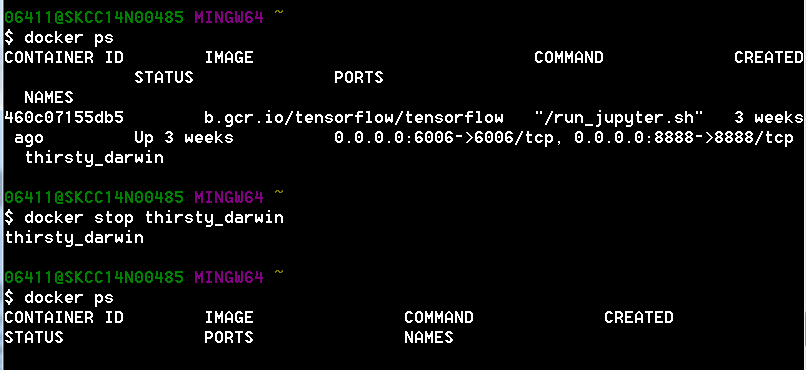 06411@SKCC14N00485 MINGW64 ~
$ docker ps
CONTAINER ID        IMAGE                            COMMAND             CREATED
             STATUS              PORTS
  NAMES
460c07155db5        b.gcr.io/tensorflow/tensorflow   "/run_jupyter.sh"   3 weeks
 ago         Up 3 weeks          0.0.0.0:6006->6006/tcp, 0.0.0.0:8888->8888/tcp
  thirsty_darwin
06411@SKCC14N00485 MINGW64 ~
$ docker stop thirsty_darwin
thirsty_darwin
06411@SKCC14N00485 MINGW64 ~
$ docker ps
CONTAINER ID        IMAGE               COMMAND             CREATED
STATUS              PORTS               NAMES